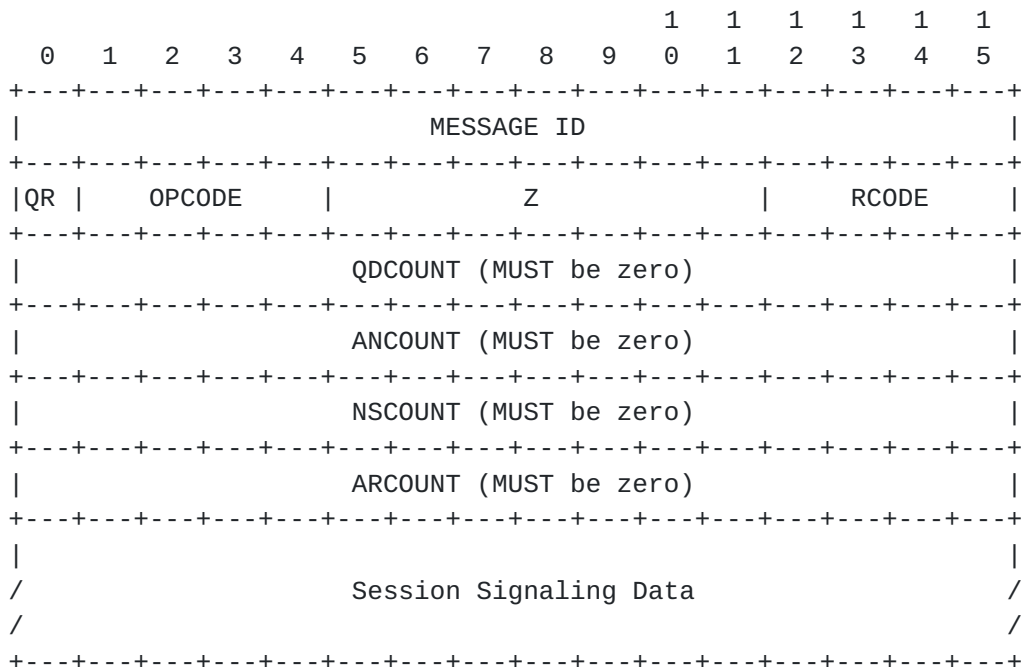 1   1   1   1   1   1
  0   1   2   3   4   5   6   7   8   9   0   1   2   3   4   5
+---+---+---+---+---+---+---+---+---+---+---+---+---+---+---+---+
|                          MESSAGE ID                           |
+---+---+---+---+---+---+---+---+---+---+---+---+---+---+---+---+
|QR |    OPCODE     |            Z              |     RCODE     |
+---+---+---+---+---+---+---+---+---+---+---+---+---+---+---+---+
|                     QDCOUNT (MUST be zero)                    |
+---+---+---+---+---+---+---+---+---+---+---+---+---+---+---+---+
|                     ANCOUNT (MUST be zero)                    |
+---+---+---+---+---+---+---+---+---+---+---+---+---+---+---+---+
|                     NSCOUNT (MUST be zero)                    |
+---+---+---+---+---+---+---+---+---+---+---+---+---+---+---+---+
|                     ARCOUNT (MUST be zero)                    |
+---+---+---+---+---+---+---+---+---+---+---+---+---+---+---+---+
|                                                               |
/                     Session Signaling Data                    /
/                                                               /
+---+---+---+---+---+---+---+---+---+---+---+---+---+---+---+---+